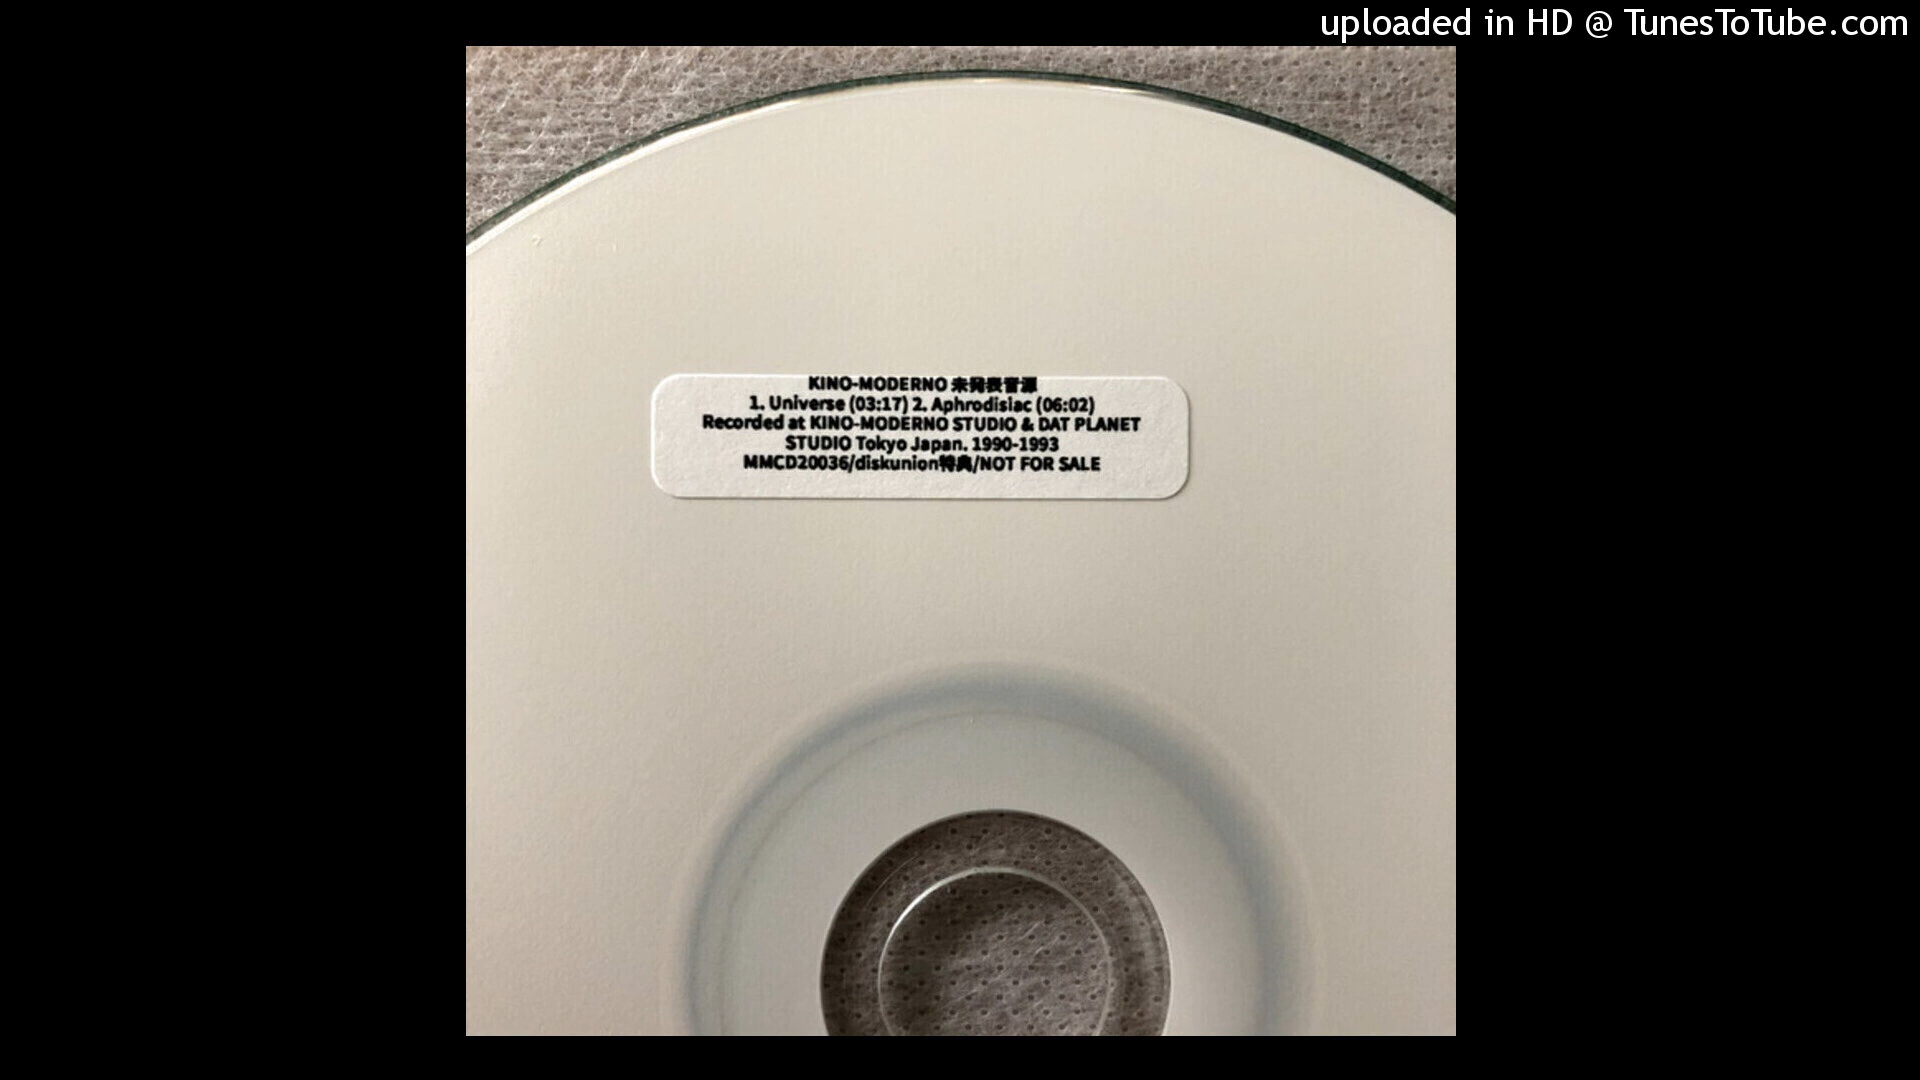 uploaded in HD @ TunesToTube.com
KINO-MODERNO 未発表音源
1. Universe (03:17) 2. Aphrodisiac (06:02)
Recorded at KINO-MODERNO STUDIO & DAT PLANET
STUDIO Tokyo Japan. 1990-1993
MMCD20036/diskunion特典/NOT FOR SALE